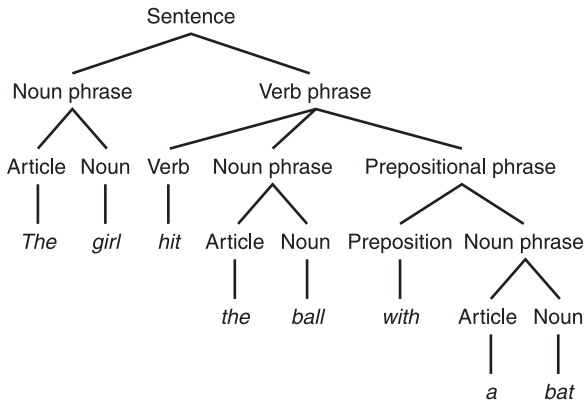 Sentence
Noun phrase Verb phrase
Article Noun Verb Noun phrase Prepositional phrase
The girl hit Article Noun Preposition Noun phrase
the ball with Article Noun
a bat